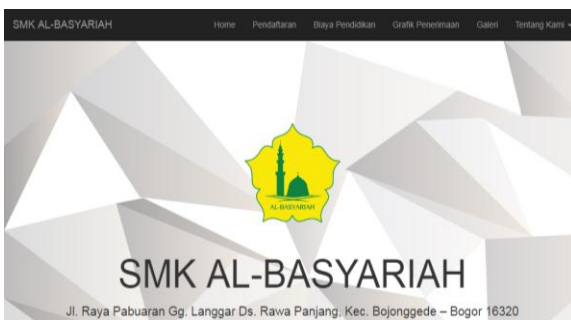 SMK AL-BASYARIAH Home Pendaftaran Biaya Pendidikan Grafik Penerimaan Galeri Tentang Kami
AL-BASYARIAH
SMK AL-BASYARIAH
Jl. Raya Pabuaran Gg. Langgar Ds. Rawa Panjang, Kec. Bojonggede – Bogor 16320